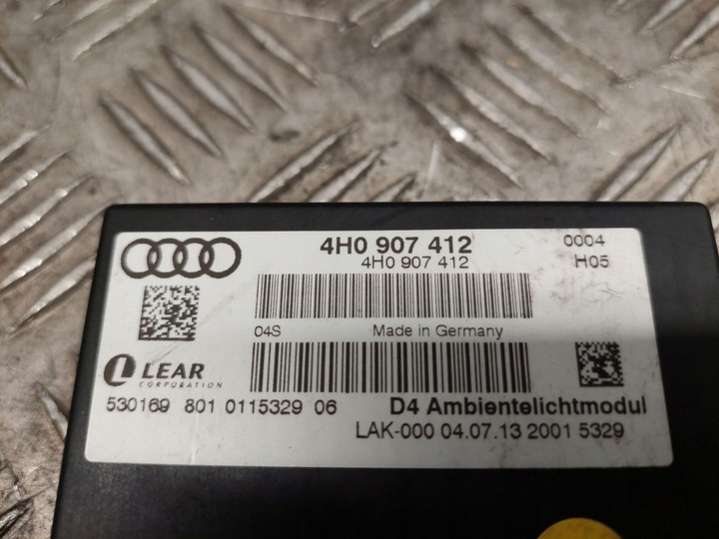 4H0 907 412
0004
4H0 907 412
H05
04S
Made in Germany
LEAR
CORPORATION
530169 801 0115329 06
D4 Ambientelichtmodul
LAK-000 04.07.13 2001 5329